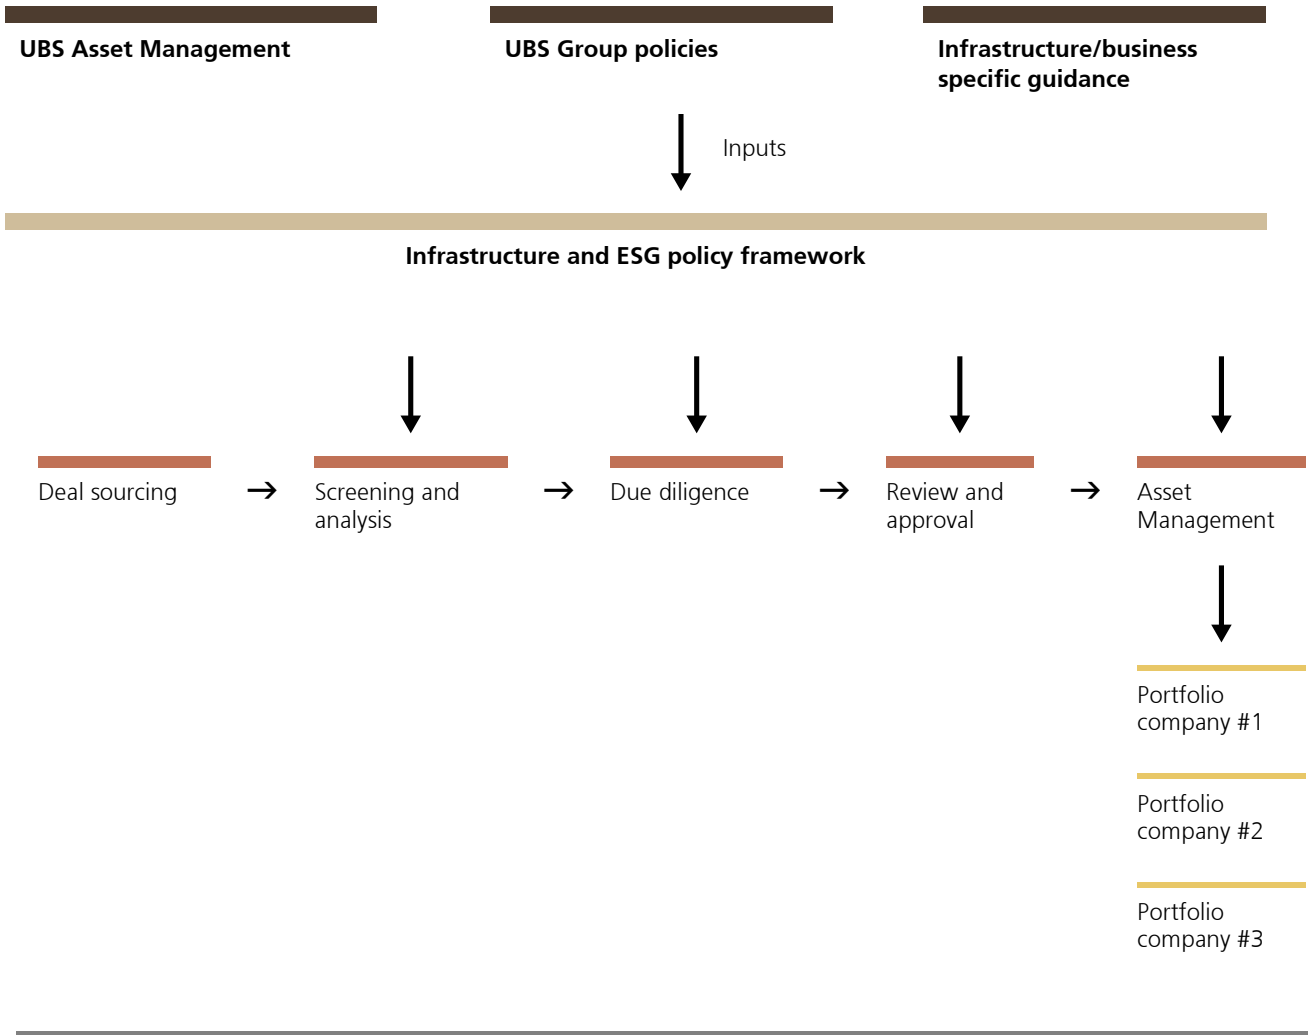 UBS Asset Management
UBS Group policies
Infrastructure/business
specific guidance
Inputs
Infrastructure and ESG policy framework
Deal sourcing
→
Screening and
analysis
→
Due diligence
→
Review and
approval
→
Asset
Management
Portfolio
company #1
Portfolio
company #2
Portfolio
company #3